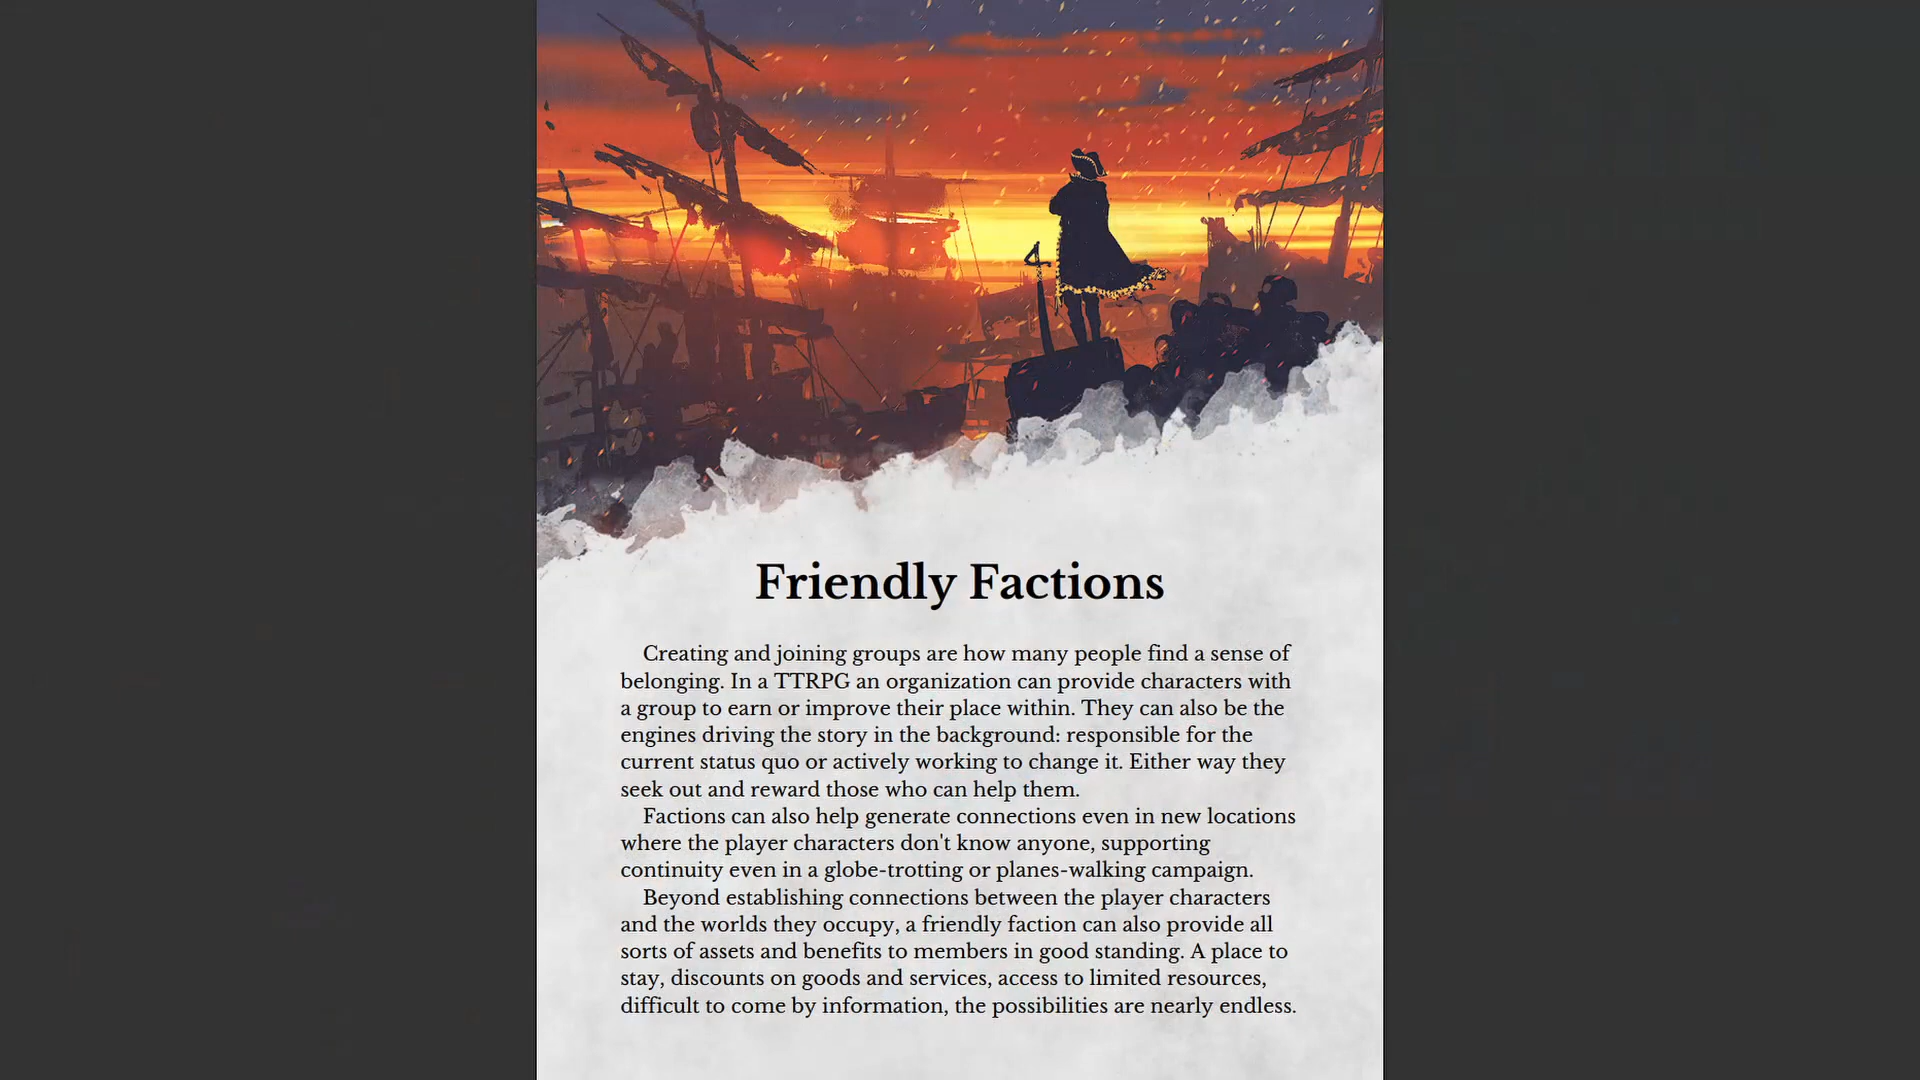 Friendly Factions
Creating and joining groups are how many people find a sense of
belonging. In a TTRPG an organization can provide characters with
a group to earn or improve their place within. They can also be the
engines driving the story in the background: responsible for the
current status quo or actively working to change it. Either way they
seek out and reward those who can help them.
Factions can also help generate connections even in new locations
where the player characters don't know anyone, supporting
continuity even in a globe-trotting or planes-walking campaign.
Beyond establishing connections between the player characters
and the worlds they occupy, a friendly faction can also provide all
sorts of assets and benefits to members in good standing. A place to
stay, discounts on goods and services, access to limited resources,
difficult to come by information, the possibilities are nearly endless.